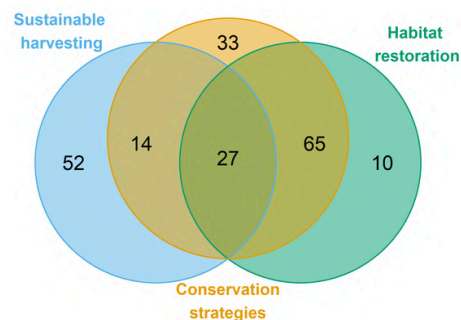 Sustainable
harvesting
33
Habitat
restoration
52
14
27
65
10
Conservation
strategies